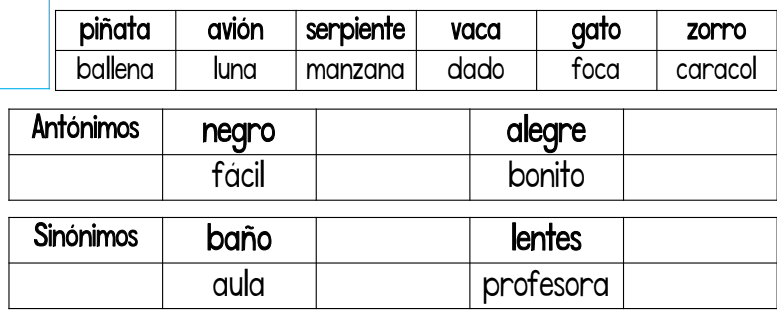 piñata avión serpiente vaca gato zorro
ballena luna manzana dado foca caracol
Antónimos negro alegre
fácil bonito
Sinónimos baño lentes
aula profesora